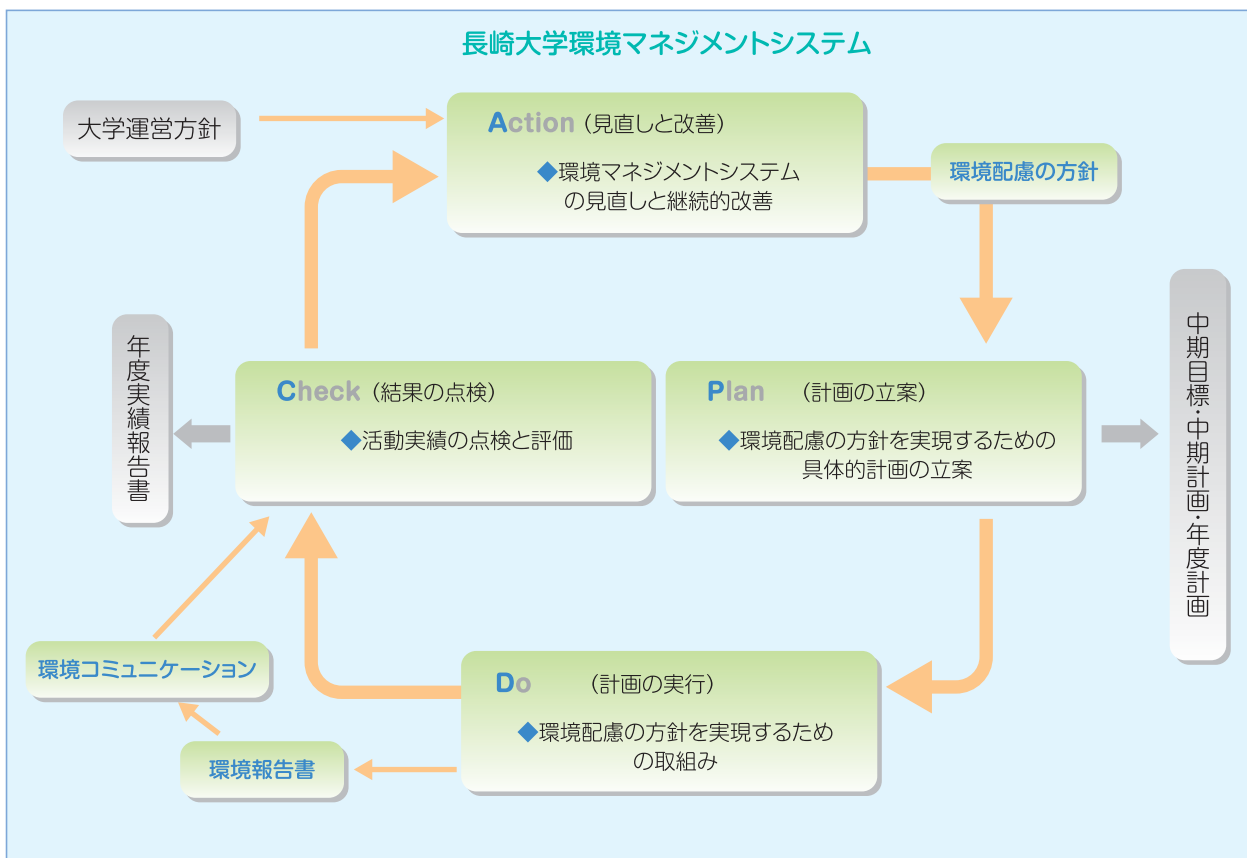 長崎大学環境マネジメントシステム
大学運営方針
Action (見直しと改善)
◆環境マネジメントシステム
の見直しと継続的改善
環境配慮の方針
年度実績報告書
Check (結果の点検)
◆活動実績の点検と評価
Plan (計画の立案)
◆環境配慮の方針を実現するための
具体的計画の立案
中期目標・中期計画・年度計画
環境コミュニケーション
環境報告書
Do (計画の実行)
◆環境配慮の方針を実現するため
の取組み